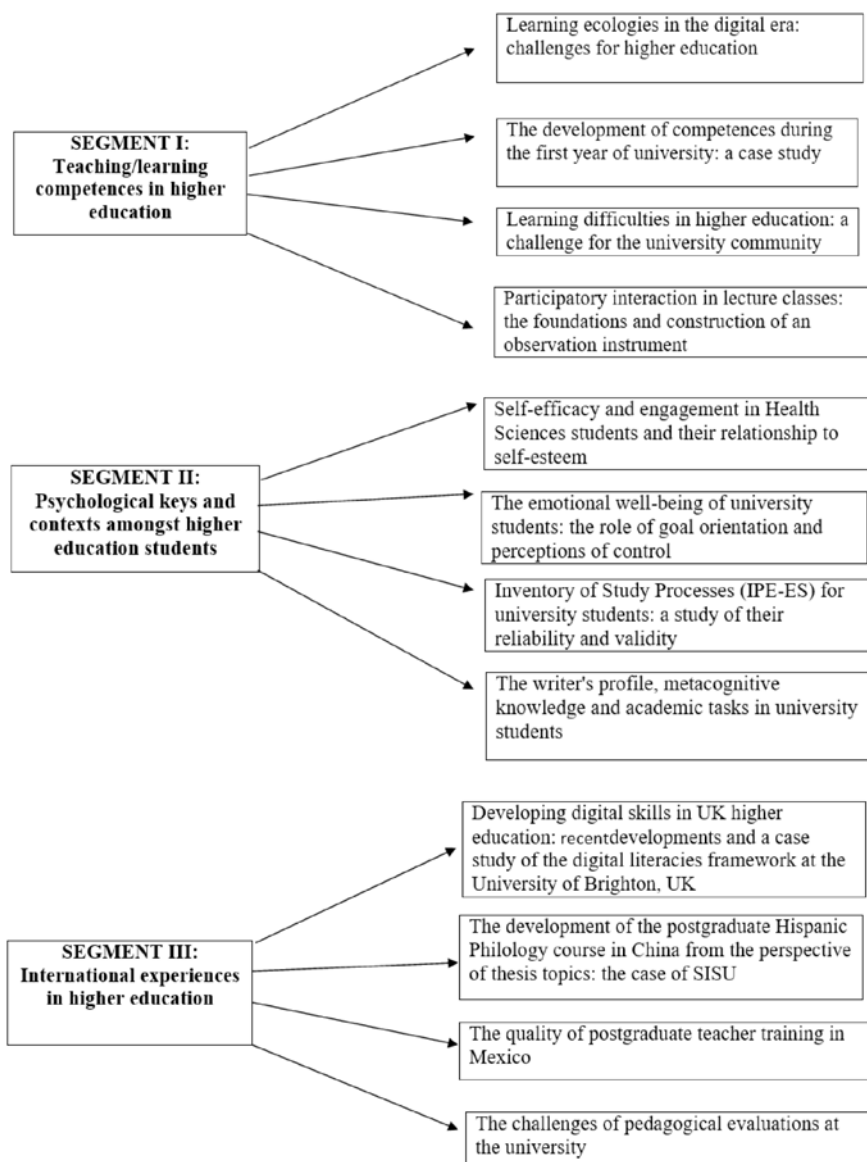 Learning ecologies in the digital era:
challenges for higher education
SEGMENT I:
Teaching/learning
competences in higher
education
The development of competences during
the first year of university: a case study
Learning difficulties in higher education: a
challenge for the university community
Participatory interaction in lecture classes:
the foundations and construction of an
observation instrument
Self-efficacy and engagement in Health
Sciences students and their relationship to
self-esteem
SEGMENT II:
Psychological keys and
contexts amongst higher
education students
The emotional well-being of university
students: the role of goal orientation and
perceptions of control
Inventory of Study Processes (IPE-ES) for
university students: a study of their
reliability and validity
The writer's profile, metacognitive
knowledge and academic tasks in university
students
Developing digital skills in UK higher
education: recentdevelopments and a case
study of the digital literacies framework at the
University of Brighton, UK
SEGMENT III:
International experiences
in higher education
The development of the postgraduate Hispanic
Philology course in China from the perspective
of thesis topics: the case of SISU
The quality of postgraduate teacher training in
Mexico
The challenges of pedagogical evaluations at
the university